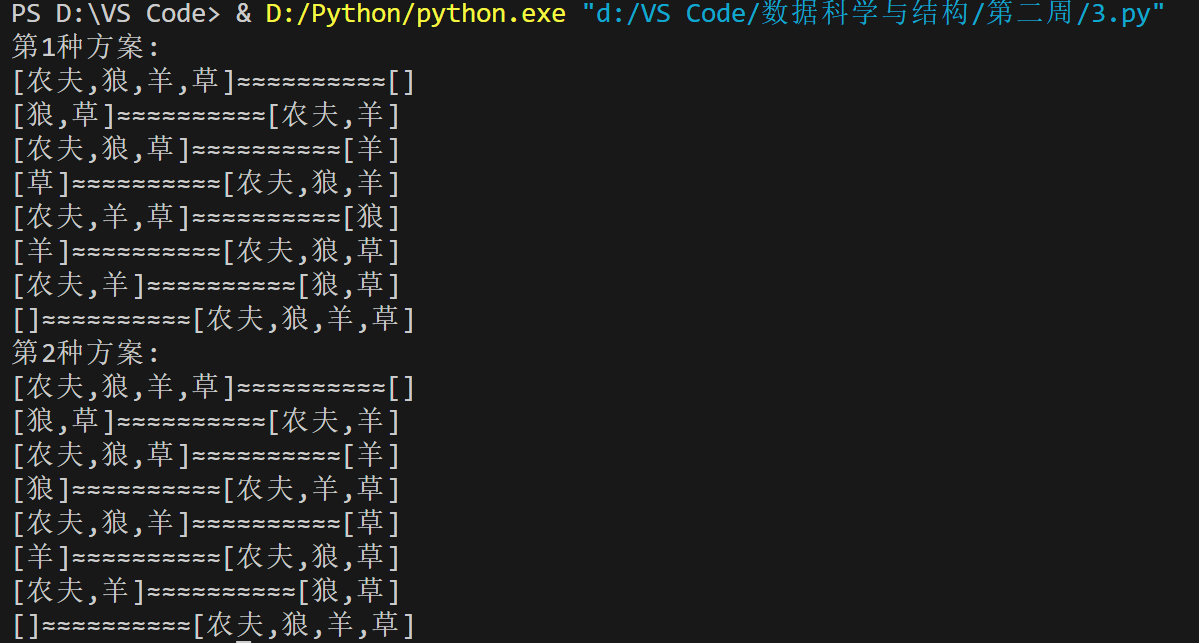 PS D:\VS Code> & D:/Python/python.exe "d:/VS Code/数据科学与结构/第二周/3.py"
第1种方案:
[农夫,狼,羊,草]≈≈≈≈≈≈≈≈≈≈[]
[狼,草]≈≈≈≈≈≈≈≈≈≈[农夫,羊]
[农夫,狼,草]≈≈≈≈≈≈≈≈≈≈[羊]
[草]≈≈≈≈≈≈≈≈≈≈[农夫,狼,羊]
[农夫,羊,草]≈≈≈≈≈≈≈≈≈≈[狼]
[羊]≈≈≈≈≈≈≈≈≈≈[农夫,狼,草]
[农夫,羊]≈≈≈≈≈≈≈≈≈≈[狼,草]
[]≈≈≈≈≈≈≈≈≈≈[农夫,狼,羊,草]
第2种方案:
[农夫,狼,羊,草]≈≈≈≈≈≈≈≈≈≈[]
[狼,草]≈≈≈≈≈≈≈≈≈≈[农夫,羊]
[农夫,狼,草]≈≈≈≈≈≈≈≈≈≈[羊]
[狼]≈≈≈≈≈≈≈≈≈≈[农夫,羊,草]
[农夫,狼,羊]≈≈≈≈≈≈≈≈≈≈[草]
[羊]≈≈≈≈≈≈≈≈≈≈[农夫,狼,草]
[农夫,羊]≈≈≈≈≈≈≈≈≈≈[狼,草]
[]≈≈≈≈≈≈≈≈≈≈[农夫,狼,羊,草]